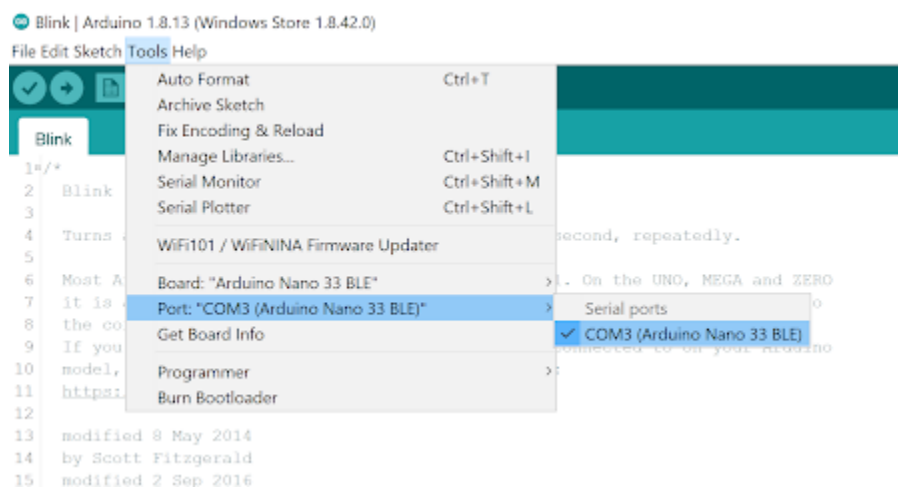 Blink | Arduino 1.8.13 (Windows Store 1.8.42.0)
File Edit Sketch Tools Help
Auto Format Ctrl+T
Archive Sketch
Fix Encoding & Reload
Manage Libraries... Ctrl+Shift+I
Serial Monitor Ctrl+Shift+M
Serial Plotter Ctrl+Shift+L
WiFi101 / WiFiNINA Firmware Updater
Board: "Arduino Nano 33 BLE"
Port: "COM3 (Arduino Nano 33 BLE)"
Get Board Info
Programmer
Burn Bootloader
Serial ports
COM3 (Arduino Nano 33 BLE)
Blink
1 /*
2 Blink
3
4 Turns second, repeatedly.
5
6 Most A . On the UNO, MEGA and ZERO
7 it is
8 the co
9 If you connected to on your Arduino
10 model,
11 https:
12
13 modified 8 May 2014
14 by Scott Fitzgerald
15 modified 2 Sep 2016